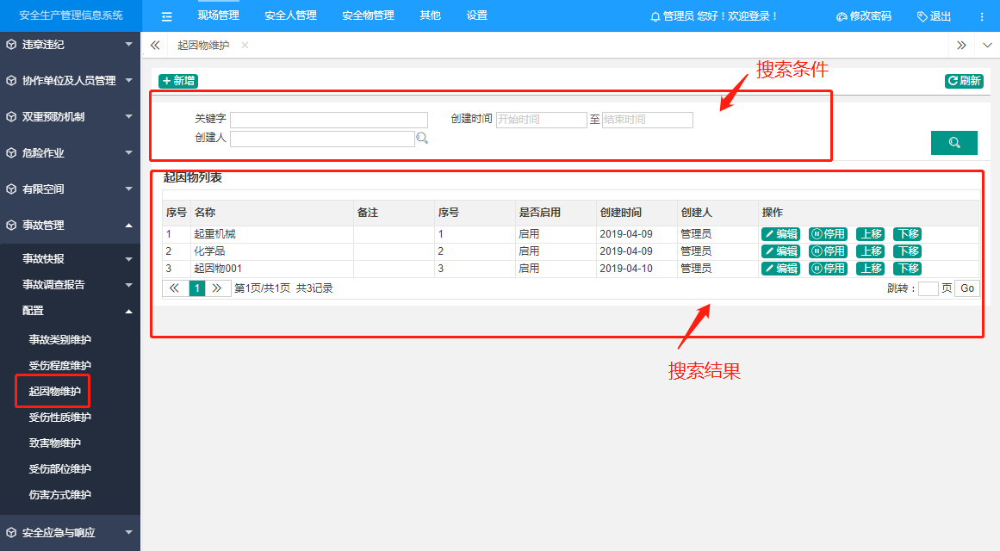 安全生产管理信息系统
现场管理 安全人管理 安全物管理 其他 设置
管理员 您好！欢迎登录！ 修改密码 退出
违章违纪
协作单位及人员管理
双重预防机制
危险作业
有限空间
事故管理
事故快报
事故调查报告
配置
事故类别维护
受伤程度维护
起因物维护
受伤性质维护
致害物维护
受伤部位维护
伤害方式维护
安全应急与响应
起因物维护
新增 刷新
搜索条件
关键字 创建时间 开始时间 至 结束时间
创建人
起因物列表
序号 名称 备注 序号 是否启用 创建时间 创建人 操作
1 起重机械 1 启用 2019-04-09 管理员 编辑 停用 上移 下移
2 化学品 2 启用 2019-04-09 管理员 编辑 停用 上移 下移
3 起因物001 3 启用 2019-04-10 管理员 编辑 停用 上移 下移
1 第1页/共1页 共3记录 跳转： 页 Go
搜索结果